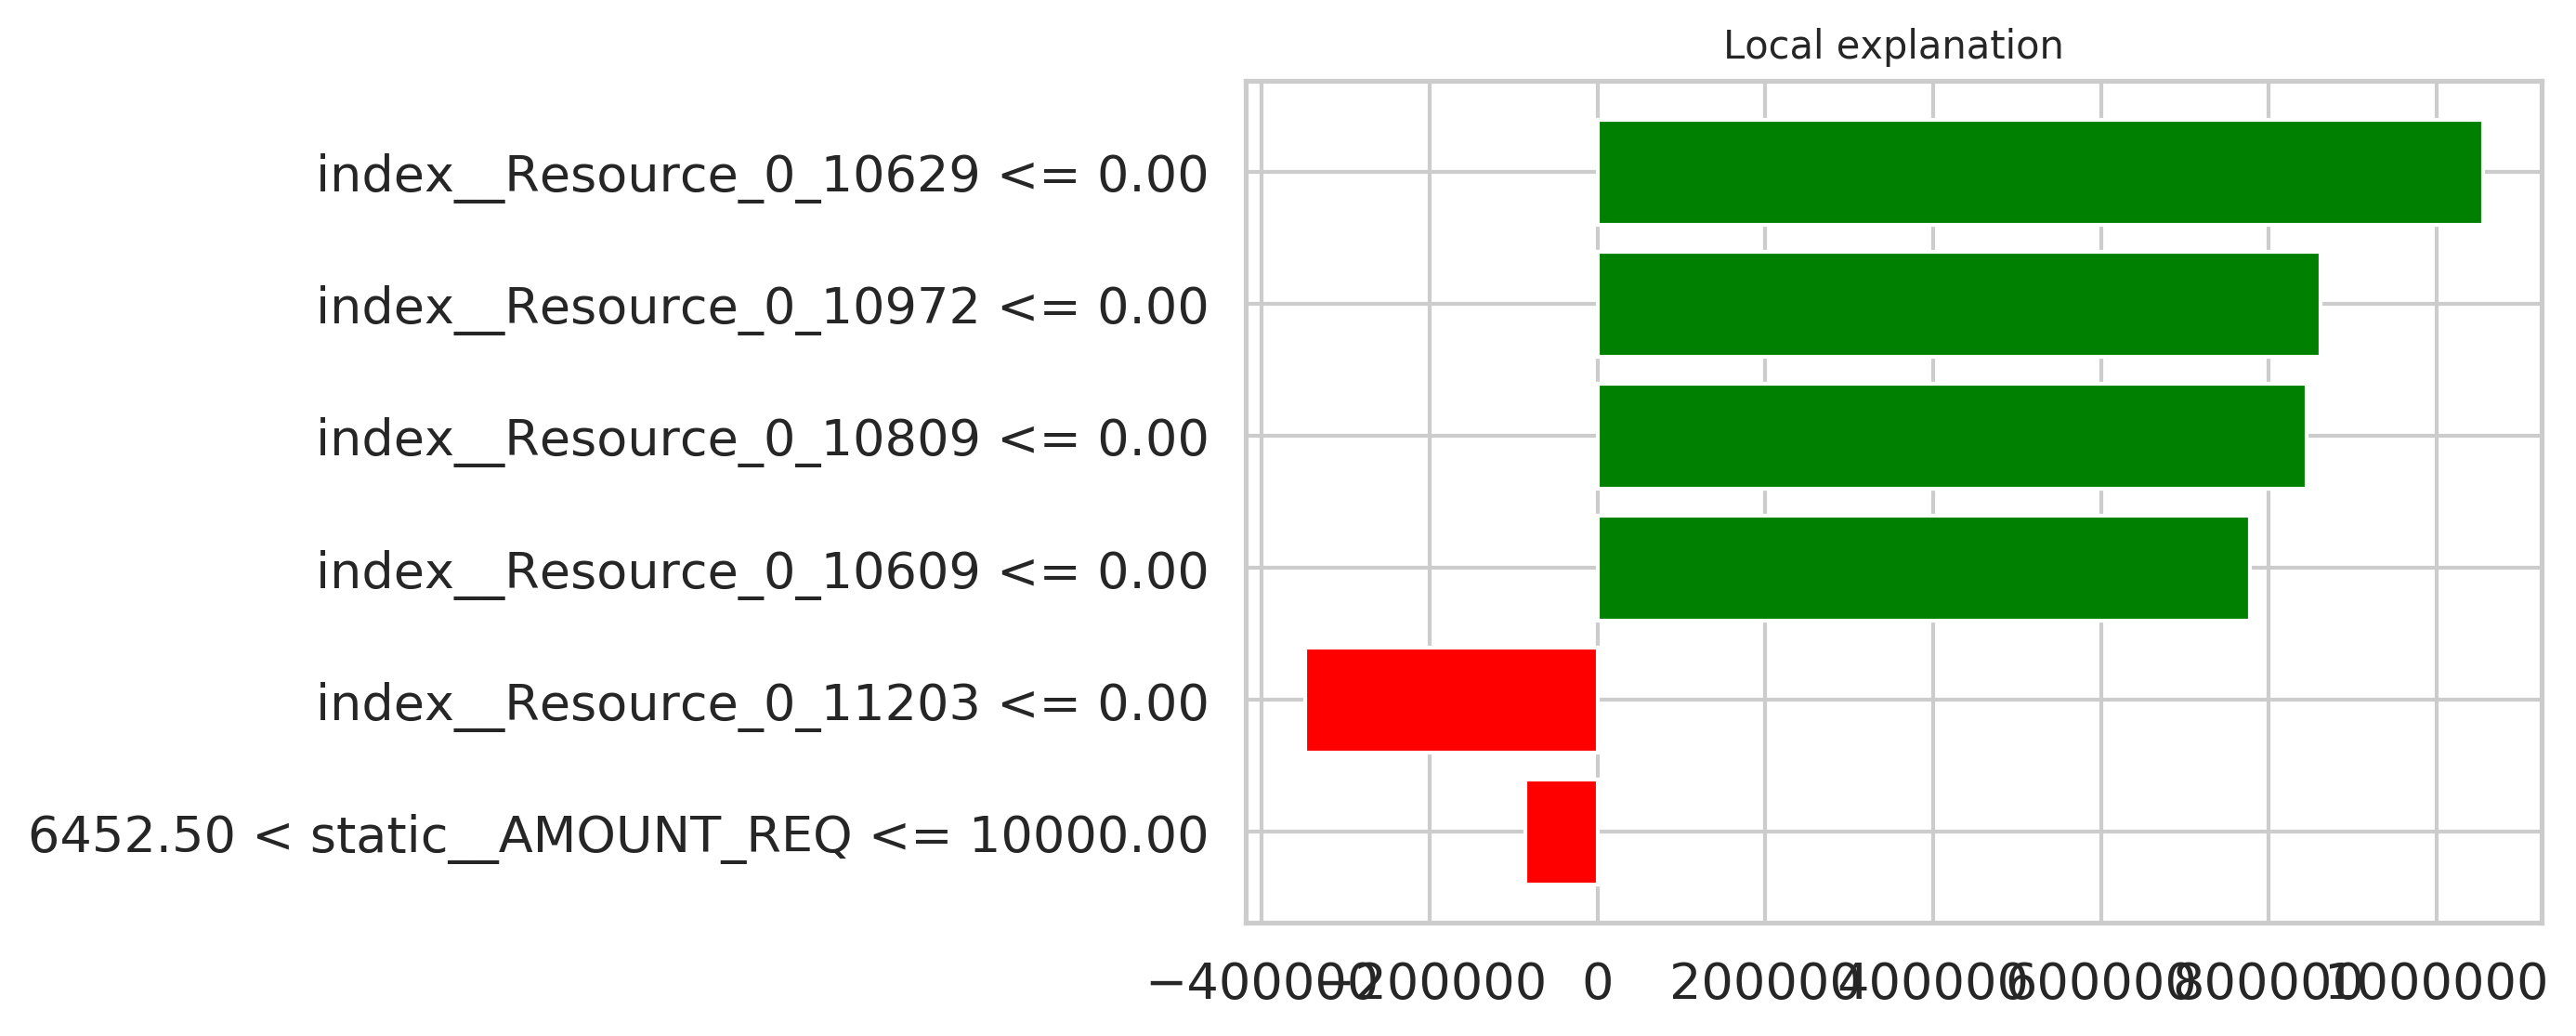 Local explanation
index__Resource_0_10629 <= 0.00
index__Resource_0_10972 <= 0.00
index__Resource_0_10809 <= 0.00
index__Resource_0_10609 <= 0.00
index__Resource_0_11203 <= 0.00
6452.50 < static__AMOUNT_REQ <= 10000.00
−400000 −200000 0 200000 400000 600000 800000 1000000